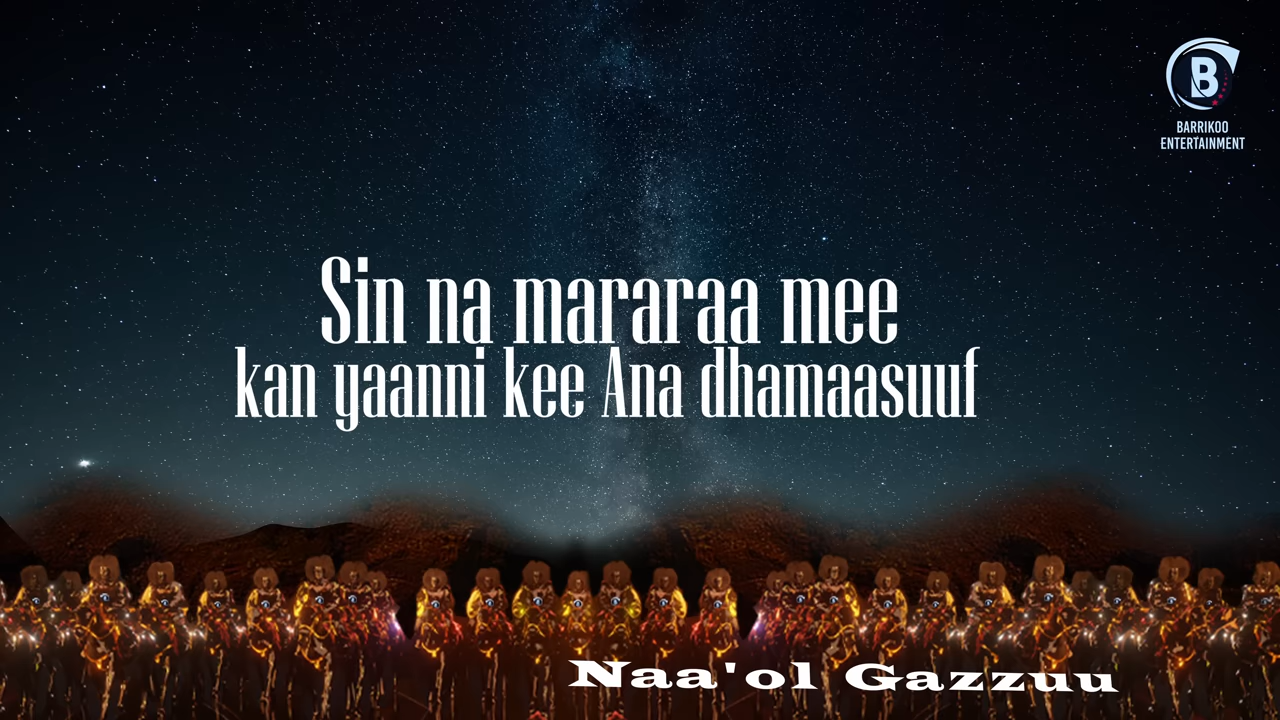 B
BARRIKOO
ENTERTAINMENT
Sin na mararaa mee
kan yaanni kee Ana dhamaasuuf
Naa'ol Gazzuu